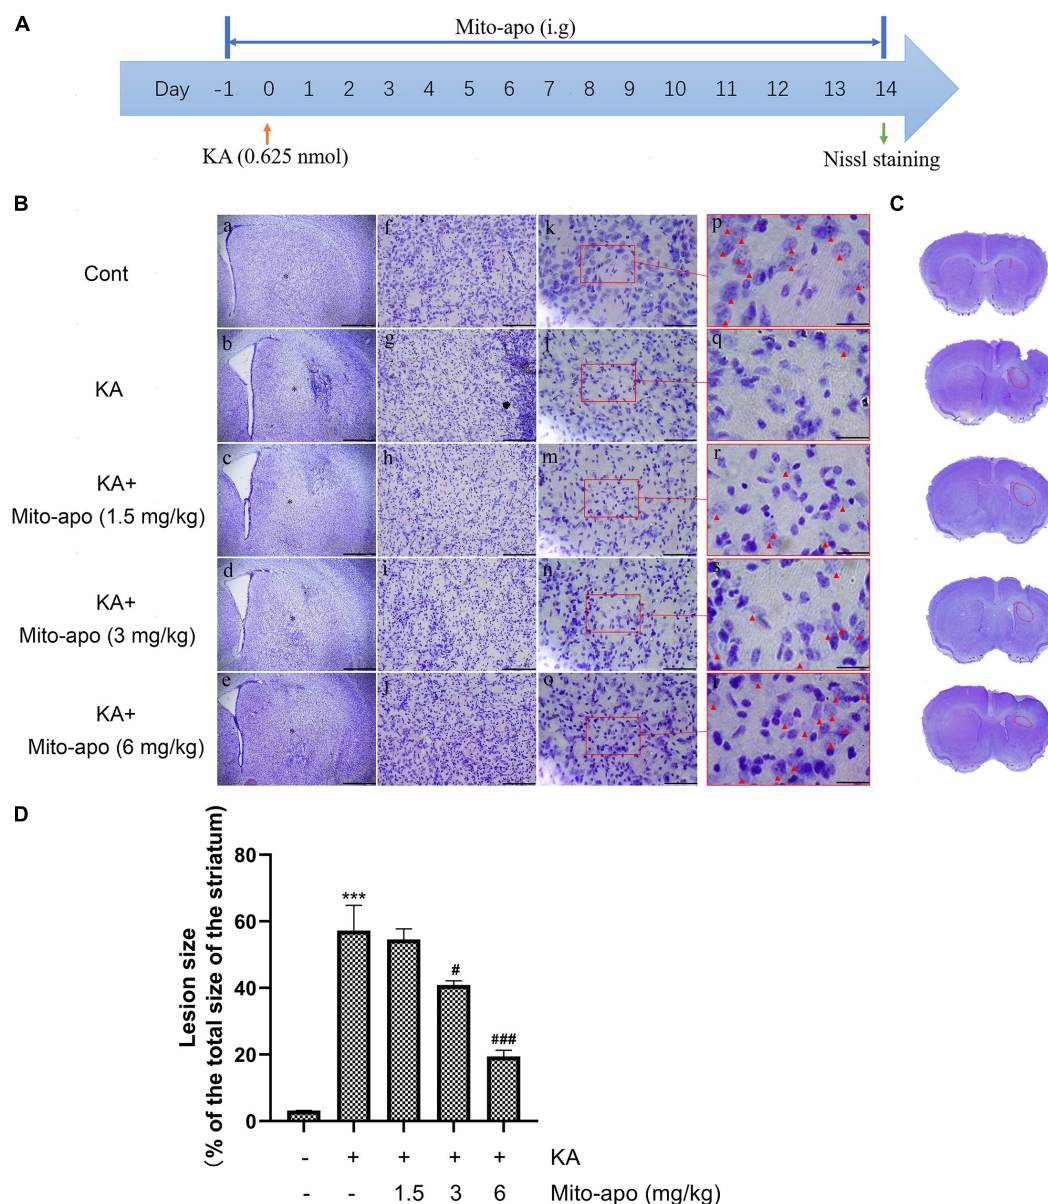 A
Mito-apo (i.g)
Day -1 0 1 2 3 4 5 6 7 8 9 10 11 12 13 14
KA (0.625 nmol)
Nissl staining
B
C
a f k p
Cont
b g l q
KA
c h m r
KA+
Mito-apo (1.5 mg/kg)
d i n s
KA+
Mito-apo (3 mg/kg)
e j o t
KA+
Mito-apo (6 mg/kg)
D
Lesion size
(% of the total size of the striatum)
80
60
40
20
0
***
#
###
- + + + + KA
- - 1.5 3 6 Mito-apo (mg/kg)